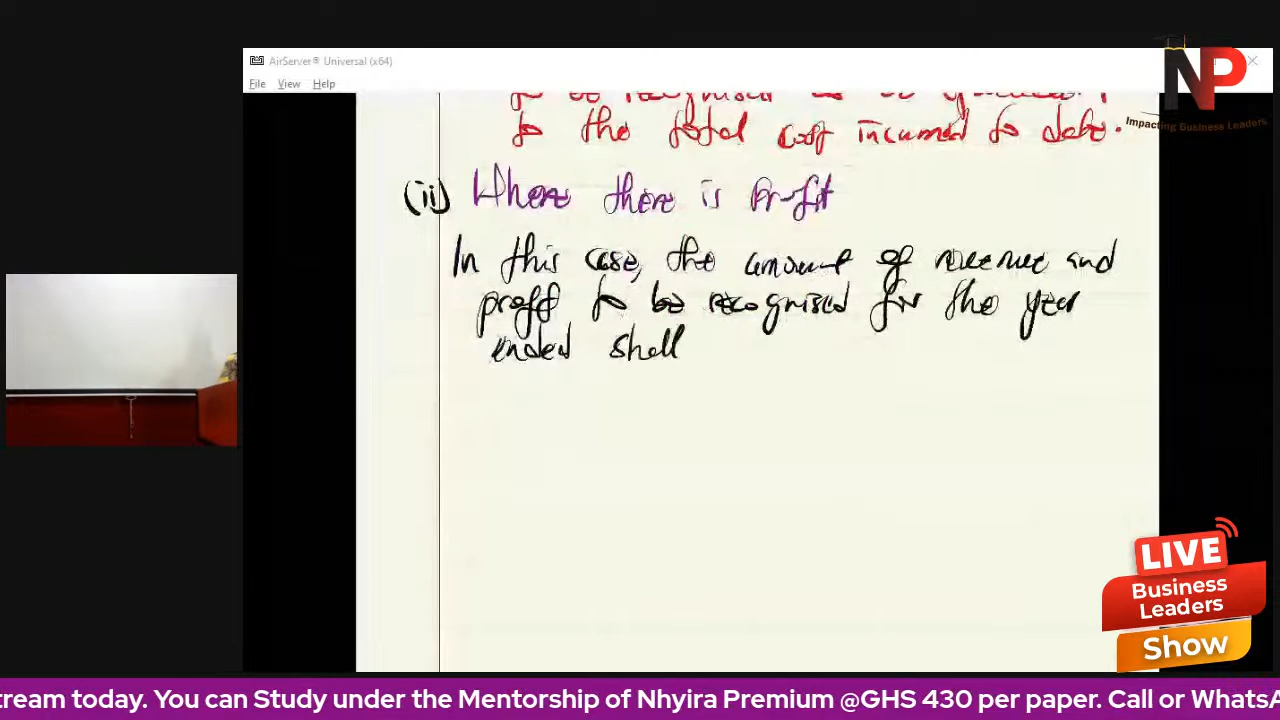 AirServer® Universal (x64)
File View Help
to the total cost incurred to date.
(ii) Where there is Profit
In this case, the amount of revenue and
profit to be recognised for the year
ended shall
NP
Impacting Business Leaders
LIVE
Business
Leaders
Show
tream today. You can Study under the Mentorship of Nhyira Premium @GHS 430 per paper. Call or WhatsA